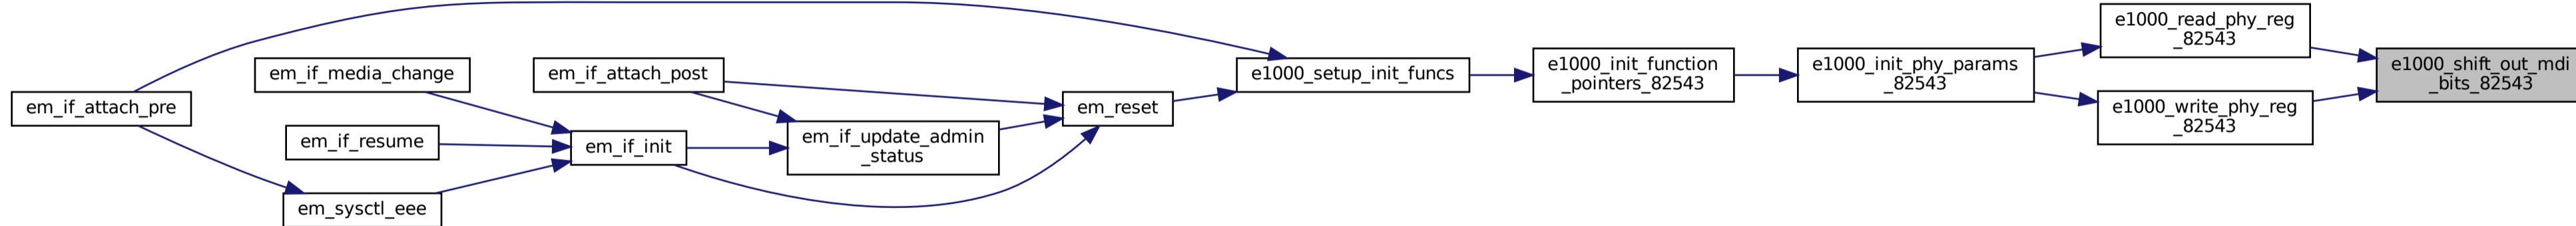 em_if_attach_pre
em_if_media_change
em_if_resume
em_sysctl_eee
em_if_attach_post
em_if_init
em_if_update_admin
_status
em_reset
e1000_setup_init_funcs
e1000_init_function
_pointers_82543
e1000_init_phy_params
_82543
e1000_read_phy_reg
_82543
e1000_write_phy_reg
_82543
e1000_shift_out_mdi
_bits_82543